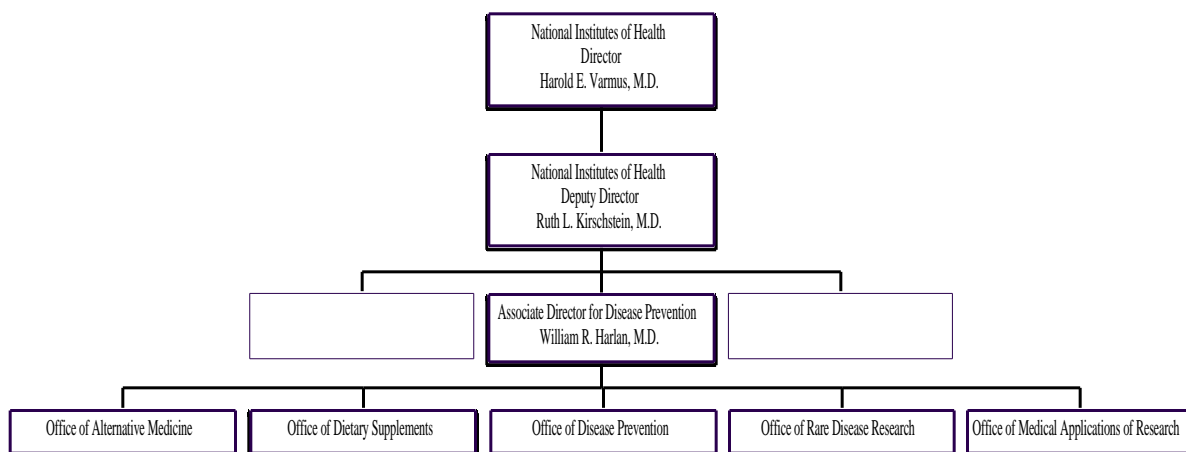 National Institutes of Health
Director
Harold E. Varmus, M.D.
National Institutes of Health
Deputy Director
Ruth L. Kirschstein, M.D.
Associate Director for Disease Prevention
William R. Harlan, M.D.
Office of Alternative Medicine
Office of Dietary Supplements
Office of Disease Prevention
Office of Rare Disease Research
Office of Medical Applications of Research